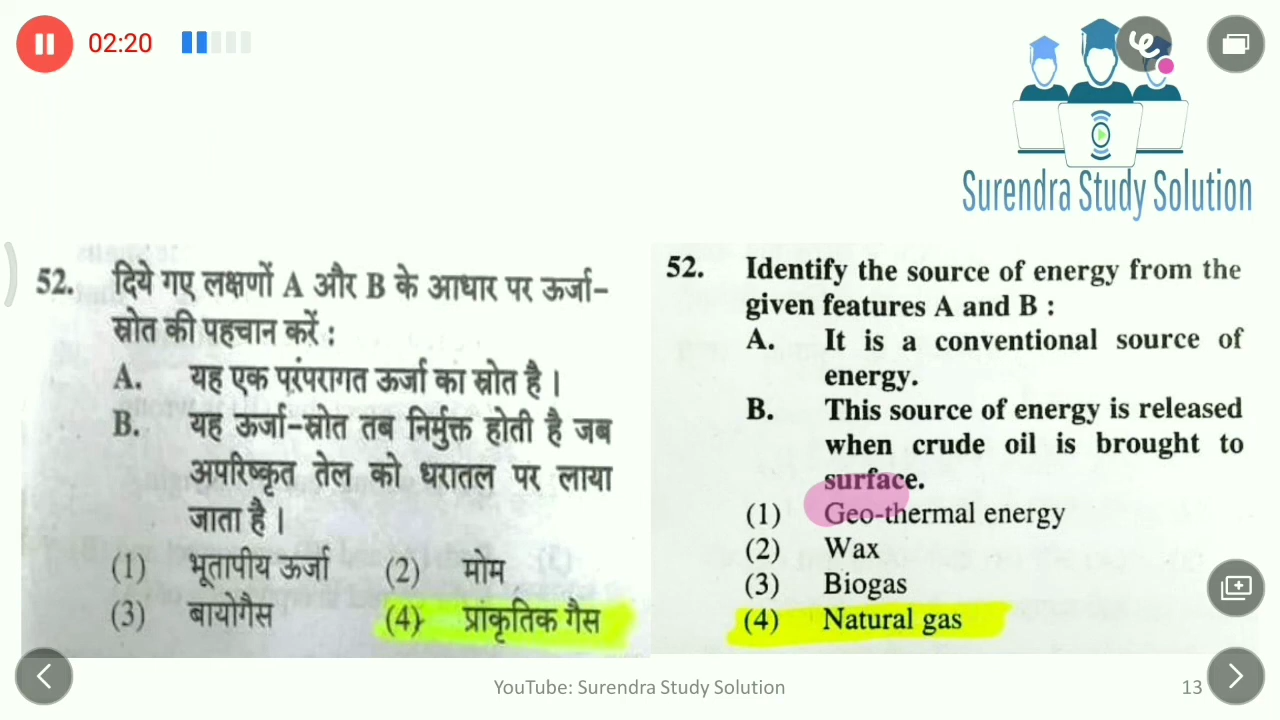 02:20
Surendra Study Solution
52. दिये गए लक्षणों A और B के आधार पर ऊर्जा-
स्रोत की पहचान करें :
A. यह एक परंपरागत ऊर्जा का स्रोत है ।
B. यह ऊर्जा-स्रोत तब निर्मुक्त होती है जब
अपरिष्कृत तेल को धरातल पर लाया
जाता है ।
(1) भूतापीय ऊर्जा (2) मोम
(3) बायोगैस (4) प्रांकृतिक गैस
52. Identify the source of energy from the
given features A and B :
A. It is a conventional source of
energy.
B. This source of energy is released
when crude oil is brought to
surface.
(1) Geo-thermal energy
(2) Wax
(3) Biogas
(4) Natural gas
YouTube: Surendra Study Solution
13